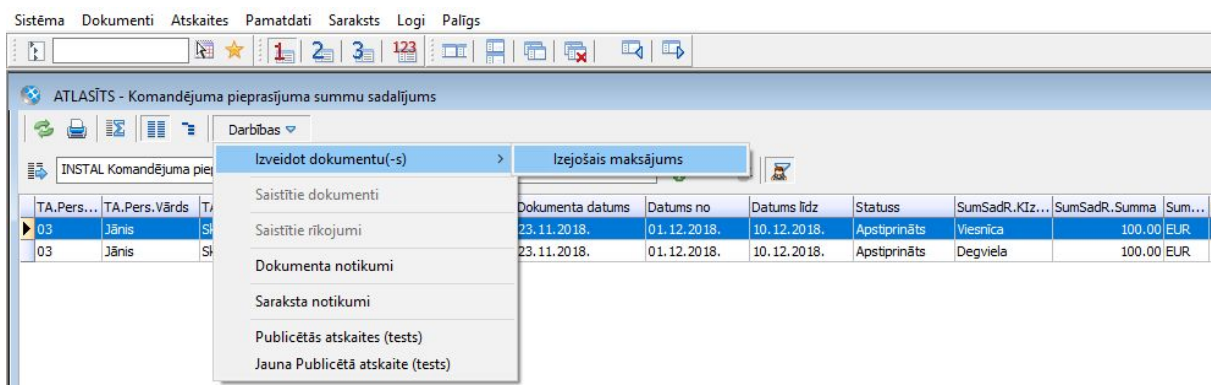 Sistēma Dokumenti Atskaites Pamatdati Saraksts Logi Palīgs
1 2 3 123
ATLASĪTS - Komandējuma pieprasījuma summu sadalījums
Darbības
Izveidot dokumentu(-s) > Izejošais maksājums
INSTAL Komandējuma
Saistītie dokumenti
TA.Pers... TA.Pers.Vārds Dokumenta datums Datums no Datums līdz Statuss SumSadR.KIz... SumSadR.Summa Sum...
03 Jānis 23.11.2018. 01.12.2018. 10.12.2018. Apstiprināts Viesnīca 100.00 EUR
Saistītie rīkojumi
03 Jānis 23.11.2018. 01.12.2018. 10.12.2018. Apstiprināts Degviela 100.00 EUR
Dokumenta notikumi
Saraksta notikumi
Publicētās atskaites (tests)
Jauna Publicētā atskaite (tests)